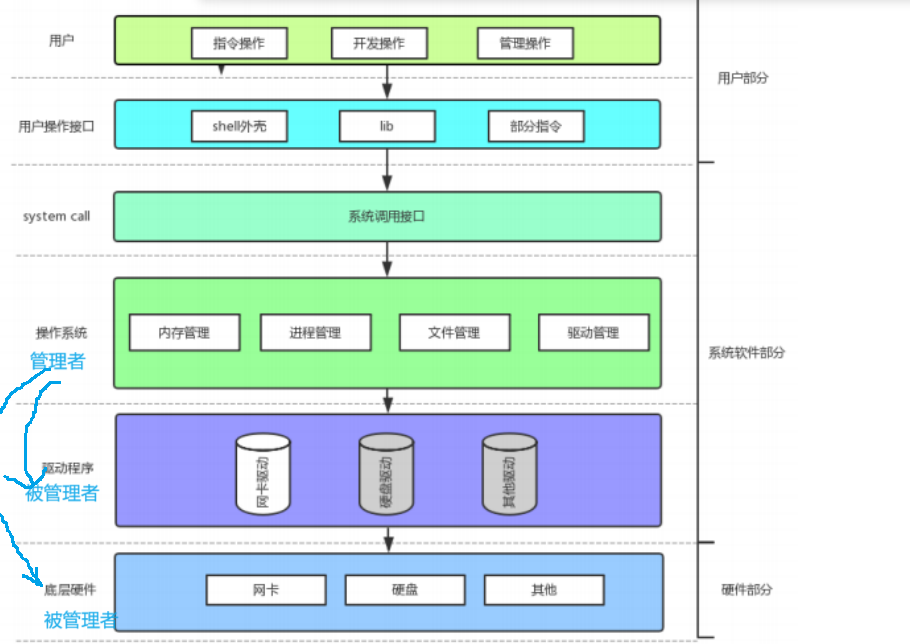 用户
指令操作
开发操作
管理操作
用户部分
用户操作接口
shell外壳
lib
部分指令
system call
系统调用接口
操作系统
管理者
内存管理
进程管理
文件管理
驱动管理
系统软件部分
驱动程序
被管理者
网卡驱动
硬盘驱动
其他驱动
底层硬件
被管理者
网卡
硬盘
其他
硬件部分